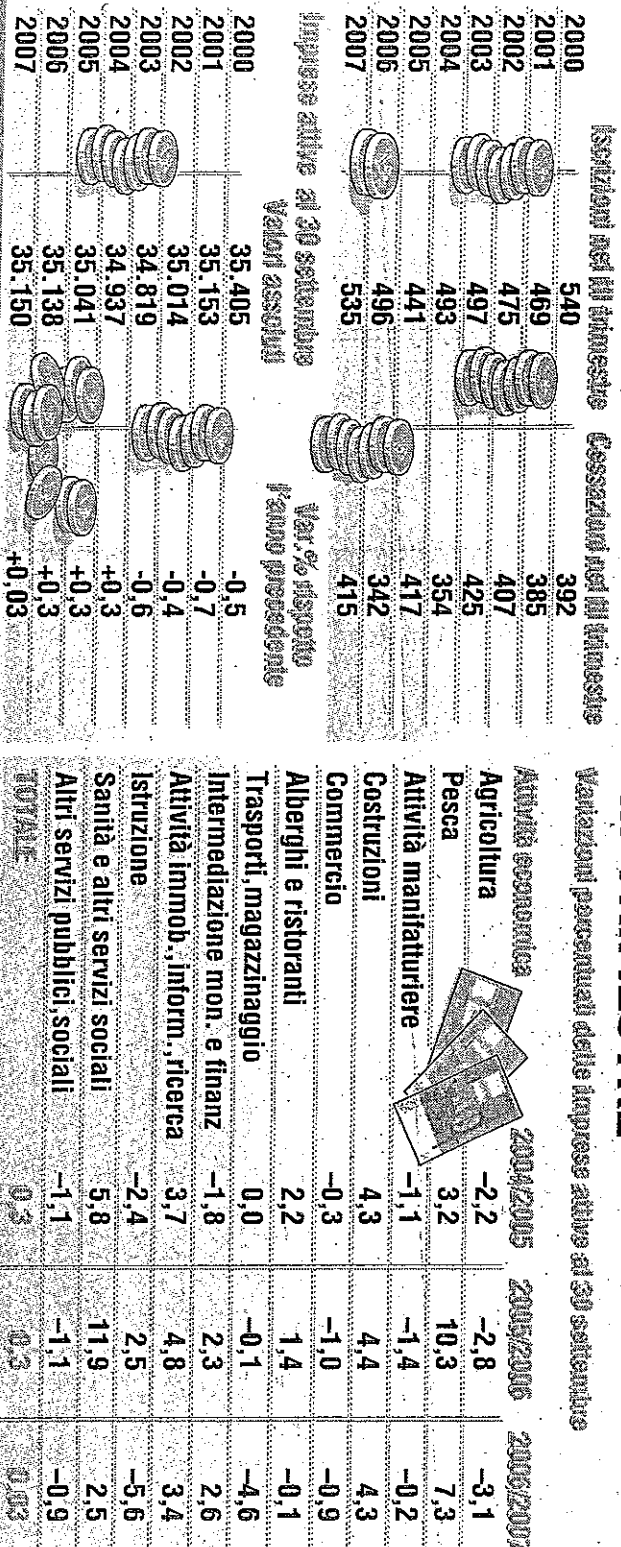 Iscrizioni nel III trimestre Cessazioni nel III trimestre
2000 540 392
2001 469 385
2002 475 407
2003 497 425
2004 493 354
2005 441 417
2006 496 342
2007 535 415
Imprese attive al 30 settembre
Valori assoluti Var.% rispetto
l'anno precedente
2000 35.405 -0,5
2001 35.153 -0,7
2002 35.014 -0,4
2003 34.819 -0,6
2004 34.937 +0,3
2005 35.041 +0,3
2006 35.138 +0,3
2007 35.150 +0,03
Variazioni percentuali delle imprese attive al 30 settembre
Attività economica 2004/2005 2005/2006 2006/2007
Agricoltura –2,2 –2,8 –3,1
Pesca 3,2 10,3 7,3
Attività manifatturiere –1,1 –1,4 –0,2
Costruzioni 4,3 4,4 4,3
Commercio –0,3 –1,0 –0,9
Alberghi e ristoranti 2,2 1,4 –0,1
Trasporti, magazzinaggio 0,0 –0,1 –4,6
Intermediazione mon. e finanz –1,8 2,3 2,6
Attività immob., inform., ricerca 3,7 4,8 3,4
Istruzione –2,4 2,5 –5,6
Sanità e altri servizi sociali 5,8 11,9 2,5
Altri servizi pubblici, sociali –1,1 –1,1 –0,9
TOTALE 0,3 0,3 0,03